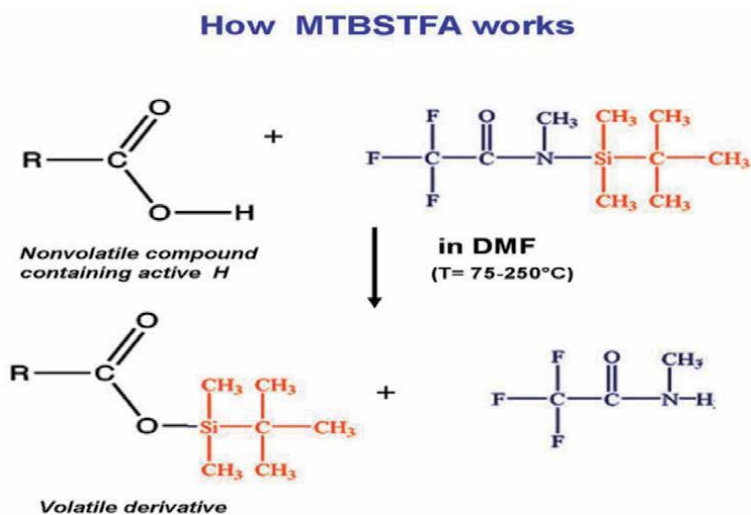 How MTBSTFA works
O
R C
O H
+
F O CH₃ CH₃ CH₃
F C C N Si C CH₃
F CH₃ CH₃
Nonvolatile compound
containing active H
in DMF
(T= 75-250°C)
O
R C
O Si C CH₃
CH₃ CH₃
CH₃ CH₃
+
F O CH₃
F C C N H
F
Volatile derivative